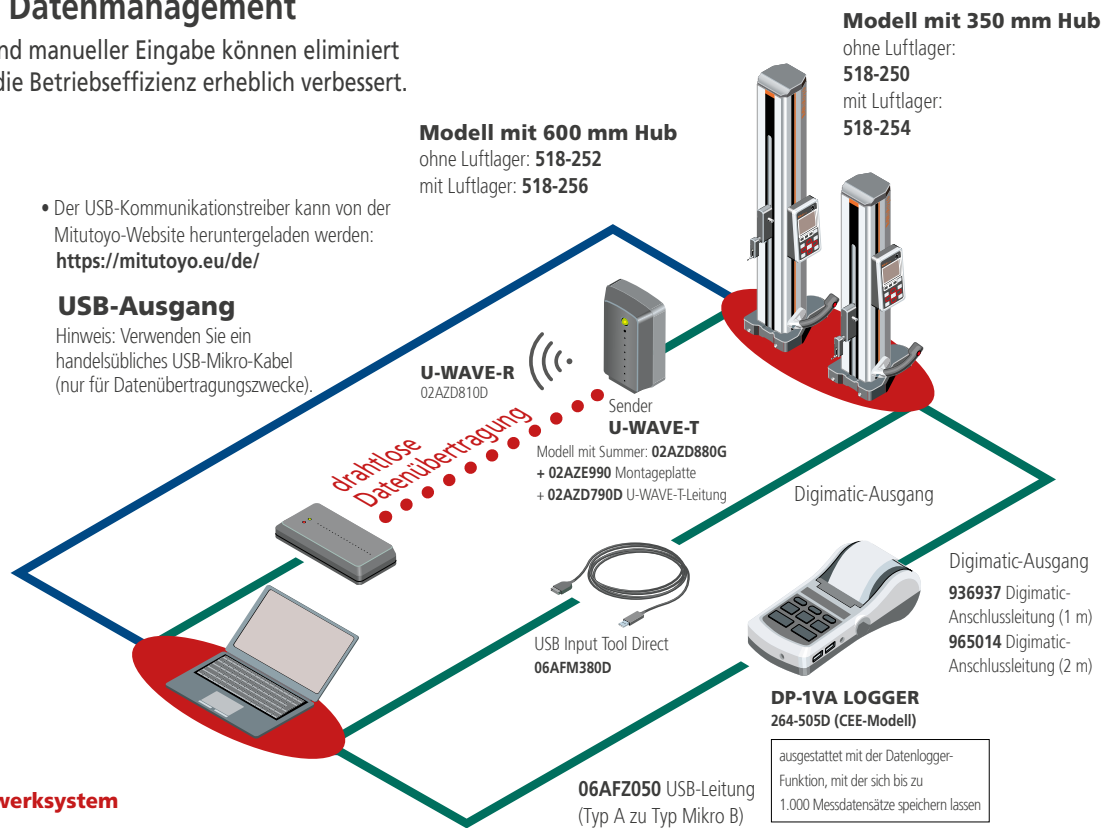 Datenmanagement
nd manueller Eingabe können eliminiert
die Betriebseffizienz erheblich verbessert.
Modell mit 350 mm Hub
ohne Luftlager:
518-250
mit Luftlager:
518-254
Modell mit 600 mm Hub
ohne Luftlager: 518-252
mit Luftlager: 518-256
• Der USB-Kommunikationstreiber kann von der
Mitutoyo-Website heruntergeladen werden:
https://mitutoyo.eu/de/
USB-Ausgang
Hinweis: Verwenden Sie ein
handelsübliches USB-Mikro-Kabel
(nur für Datenübertragungszwecke).
U-WAVE-R
02AZD810D
drahtlose
Datenübertragung
Sender
U-WAVE-T
Modell mit Summer: 02AZD880G
+ 02AZE990 Montageplatte
+ 02AZD790D U-WAVE-T-Leitung
Digimatic-Ausgang
USB Input Tool Direct
06AFM380D
Digimatic-Ausgang
936937 Digimatic-
Anschlussleitung (1 m)
965014 Digimatic-
Anschlussleitung (2 m)
DP-1VA LOGGER
264-505D (CEE-Modell)
ausgestattet mit der Datenlogger-
Funktion, mit der sich bis zu
1.000 Messdatensätze speichern lassen
06AFZ050 USB-Leitung
(Typ A zu Typ Mikro B)
werksystem